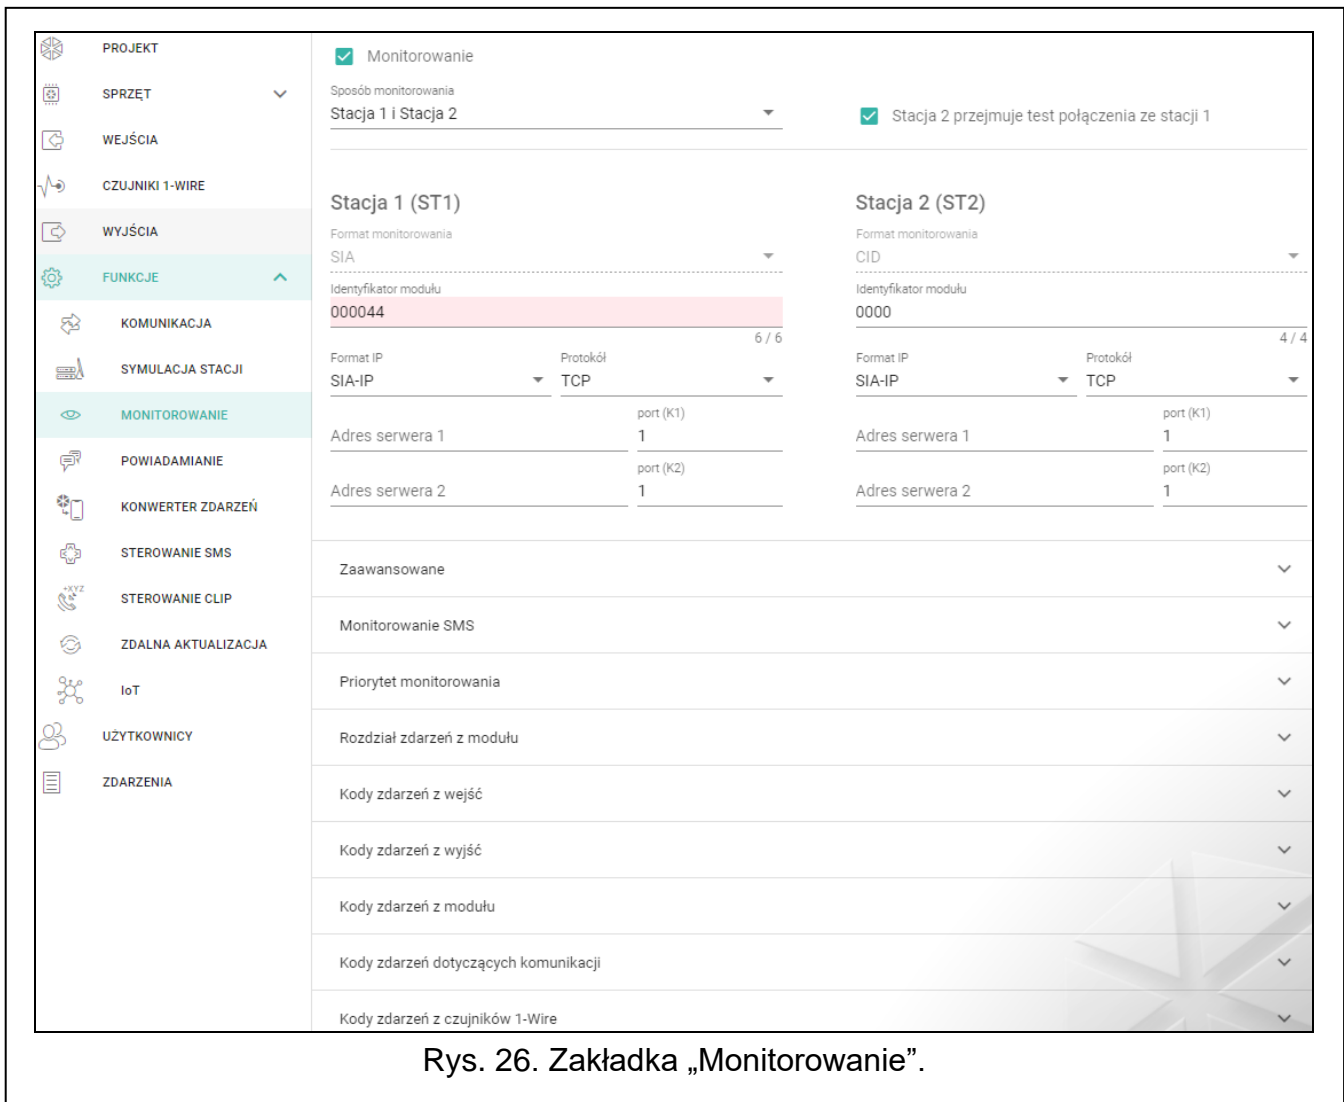 PROJEKT
SPRZĘT
WEJŚCIA
CZUJNIKI 1-WIRE
WYJŚCIA
FUNKCJE
KOMUNIKACJA
SYMULACJA STACJI
MONITOROWANIE
POWIADAMIANIE
KONWERTER ZDARZEŃ
STEROWANIE SMS
+XYZ
STEROWANIE CLIP
ZDALNA AKTUALIZACJA
IoT
UŻYTKOWNICY
ZDARZENIA
Monitorowanie
Sposób monitorowania
Stacja 1 i Stacja 2
Stacja 2 przejmuje test połączenia ze stacji 1
Stacja 1 (ST1)
Format monitorowania
SIA
Identyfikator modułu
000044
6 / 6
Format IP
SIA-IP
Protokół
TCP
Adres serwera 1
port (K1)
1
Adres serwera 2
port (K2)
1
Stacja 2 (ST2)
Format monitorowania
CID
Identyfikator modułu
0000
4 / 4
Format IP
SIA-IP
Protokół
TCP
Adres serwera 1
port (K1)
1
Adres serwera 2
port (K2)
1
Zaawansowane
Monitorowanie SMS
Priorytet monitorowania
Rozdział zdarzeń z modułu
Kody zdarzeń z wejść
Kody zdarzeń z wyjść
Kody zdarzeń z modułu
Kody zdarzeń dotyczących komunikacji
Kody zdarzeń z czujników 1-Wire
Rys. 26. Zakładka „Monitorowanie”.